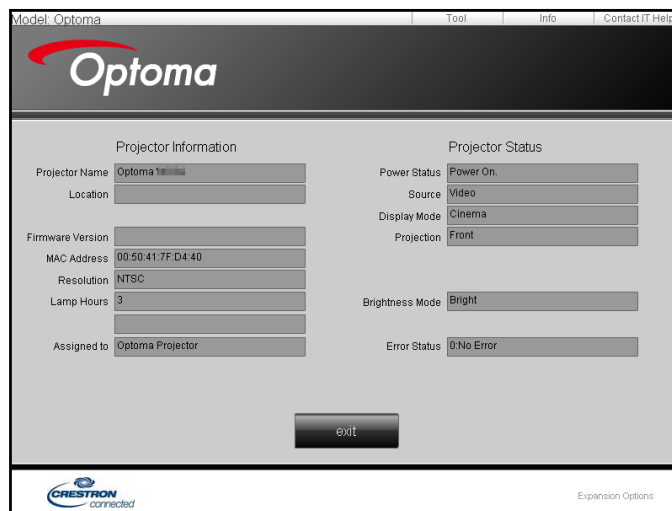 Model: Optoma
Tool
Info
Contact IT Help
Optoma
Projector Information
Projector Name Optoma
Location
Firmware Version
MAC Address 00:50:41:7F:D4:40
Resolution NTSC
Lamp Hours 3
Assigned to Optoma Projector
Projector Status
Power Status Power On.
Source Video
Display Mode Cinema
Projection Front
Brightness Mode Bright
Error Status 0:No Error
exit
CRESTRON
connected
Expansion Options